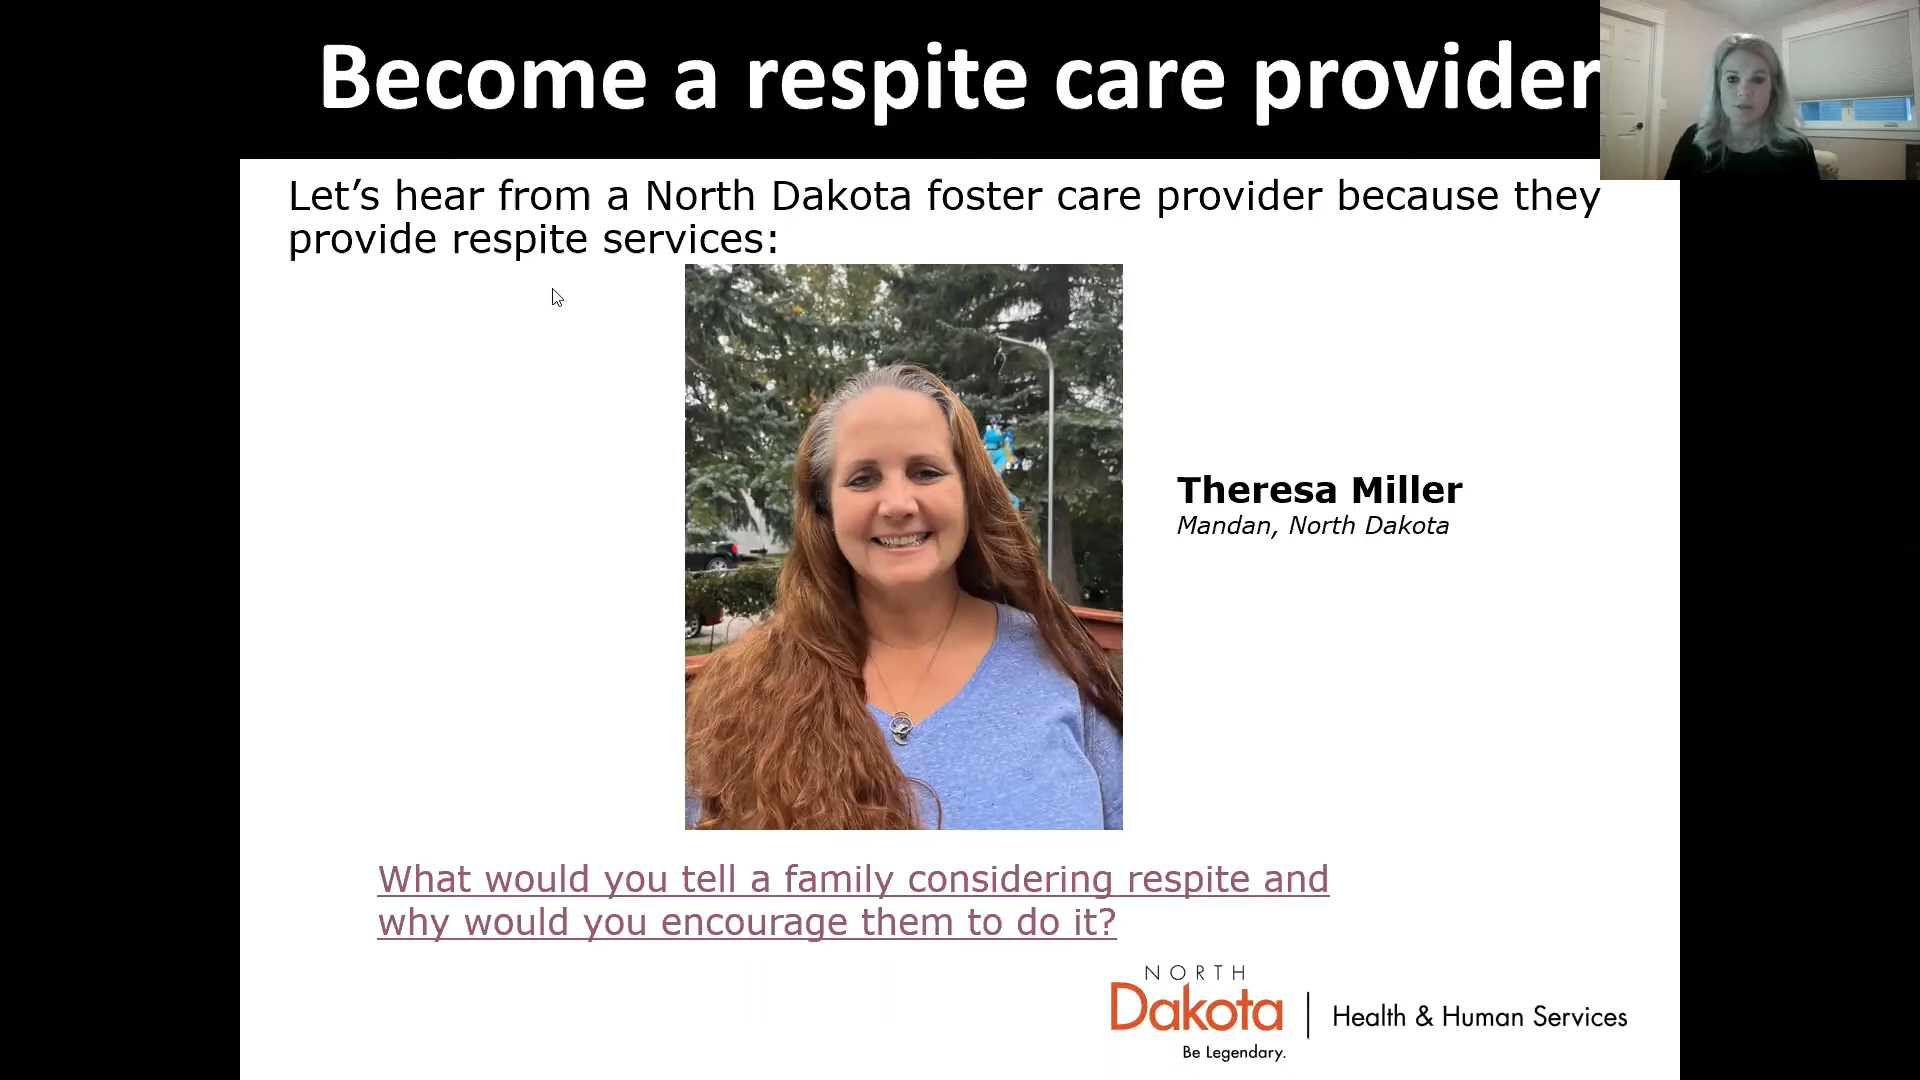 Become a respite care provider
Let’s hear from a North Dakota foster care provider because they
provide respite services:
Theresa Miller
Mandan, North Dakota
What would you tell a family considering respite and
why would you encourage them to do it?
NORTH
Dakota
Be Legendary.
Health & Human Services